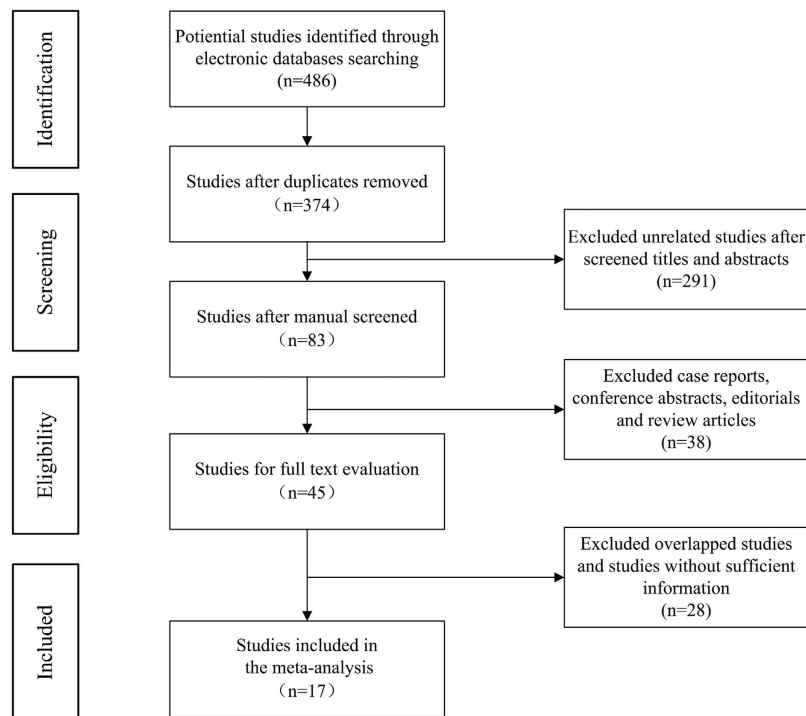 Identification
Potiential studies identified through
electronic databases searching
(n=486)
Studies after duplicates removed
（n=374）
Screening
Excluded unrelated studies after
screened titles and abstracts
(n=291)
Studies after manual screened
（n=83）
Excluded case reports,
conference abstracts, editorials
and review articles
(n=38)
Eligibility
Studies for full text evaluation
（n=45）
Excluded overlapped studies
and studies without sufficient
information
(n=28)
Included
Studies included in
the meta-analysis
（n=17）